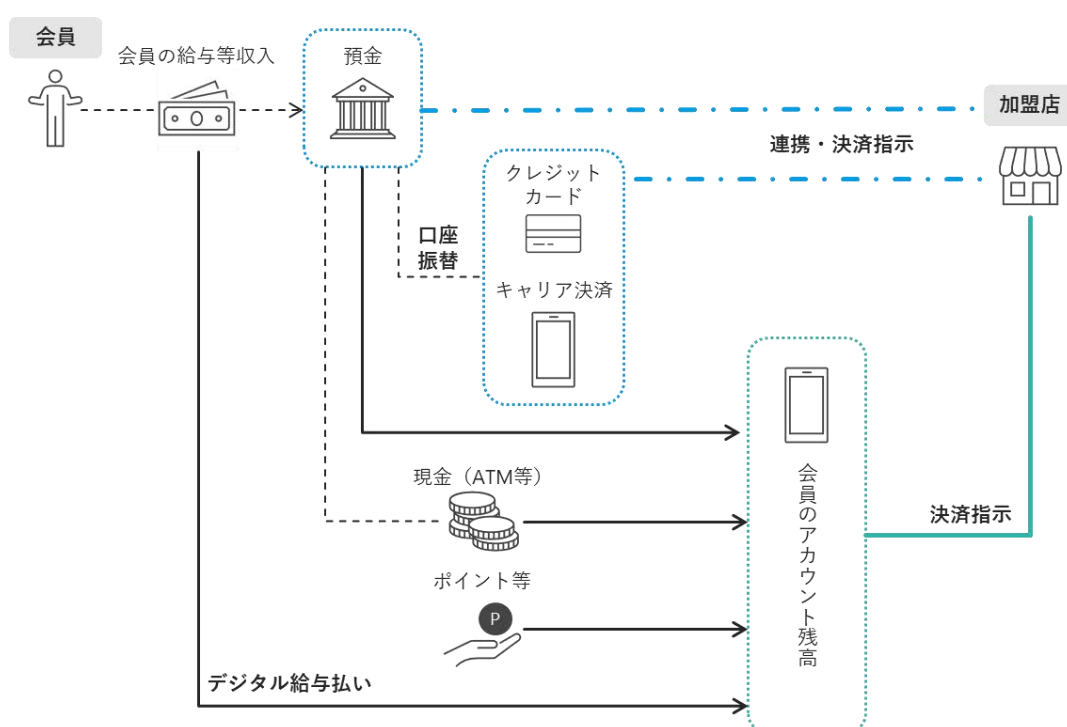 会員
会員の給与等収入
預金
加盟店
連携・決済指示
クレジット
カード
口座
振替
キャリア決済
現金（ATM等）
会員のアカウント残高
決済指示
ポイント等
P
デジタル給与払い